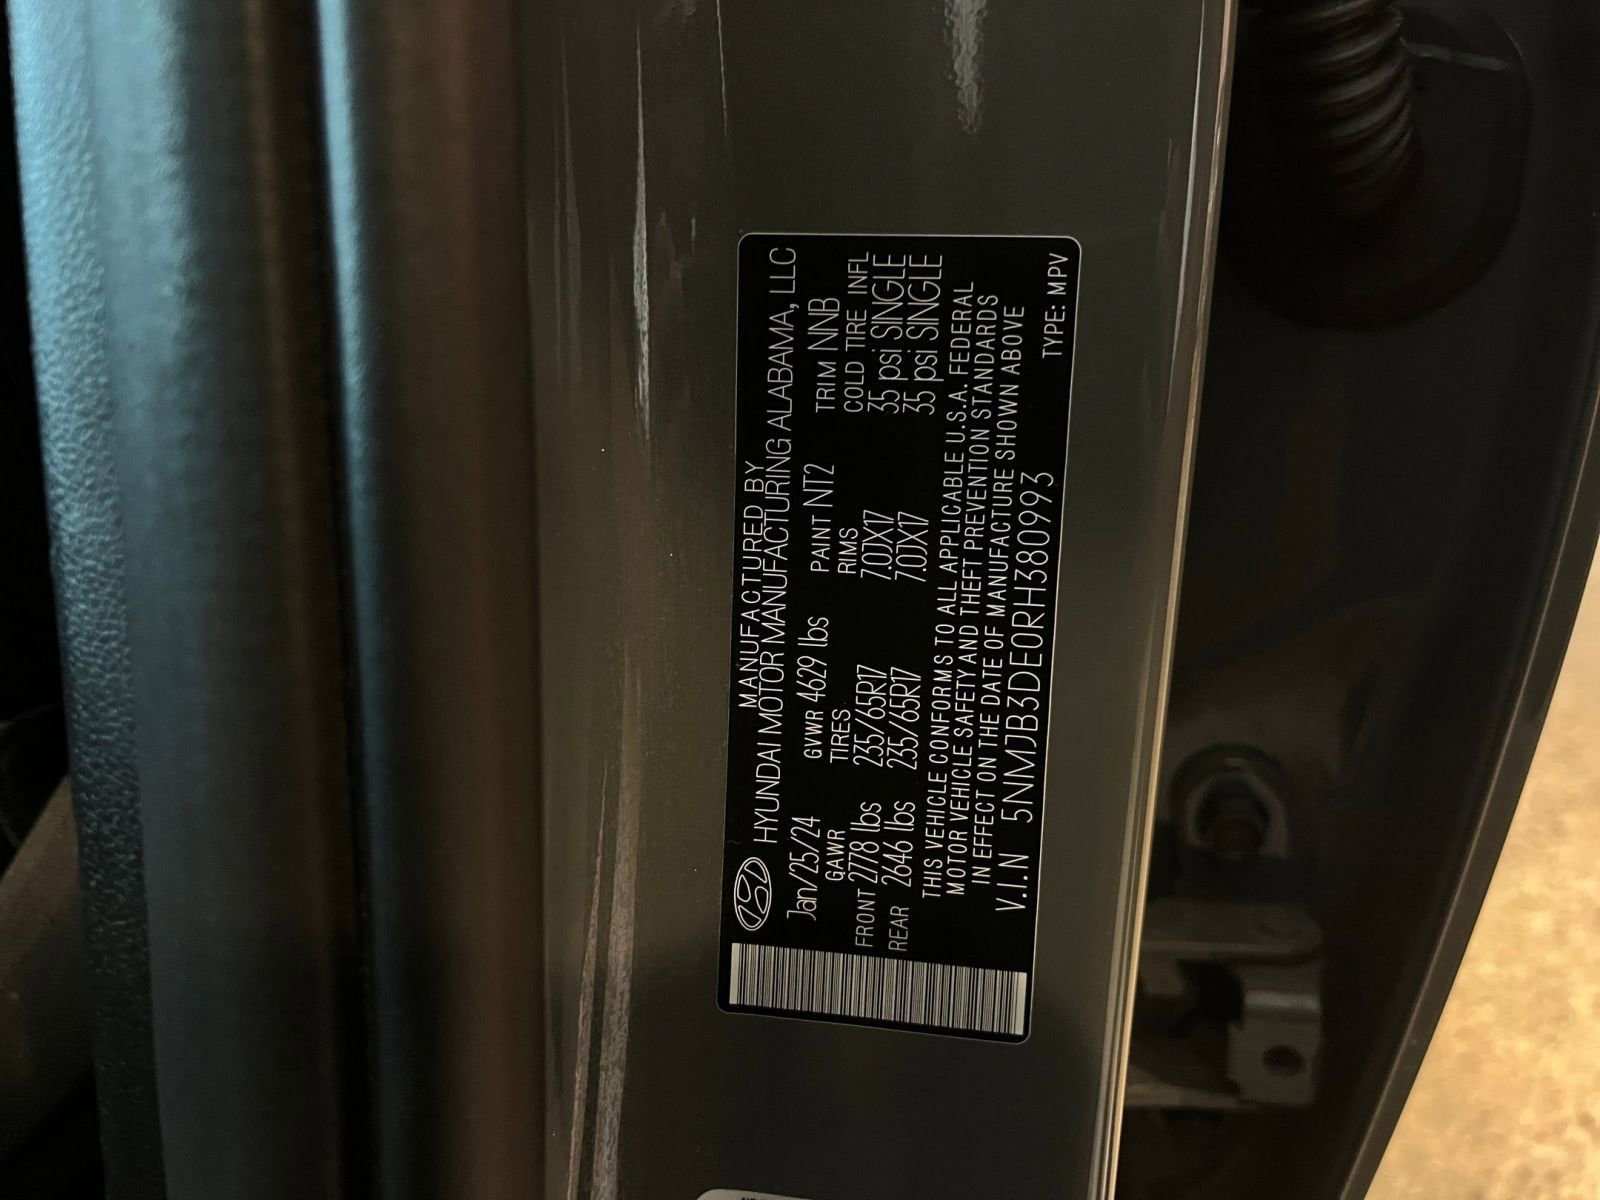 MANUFACTURED BY
HYUNDAI MOTOR MANUFACTURING ALABAMA, LLC
Jan/25/24 GVWR 4629 lbs PAINT NT2 TRIM NNB
GAWR TIRES RIMS COLD TIRE INFL
FRONT 2778 lbs 235/65R17 7.0JX17 35 psi SINGLE
REAR 2646 lbs 235/65R17 7.0JX17 35 psi SINGLE
THIS VEHICLE CONFORMS TO ALL APPLICABLE U.S.A. FEDERAL
MOTOR VEHICLE SAFETY AND THEFT PREVENTION STANDARDS
IN EFFECT ON THE DATE OF MANUFACTURE SHOWN ABOVE
V.I.N 5NMJB3DE0RH380993
TYPE: MPV